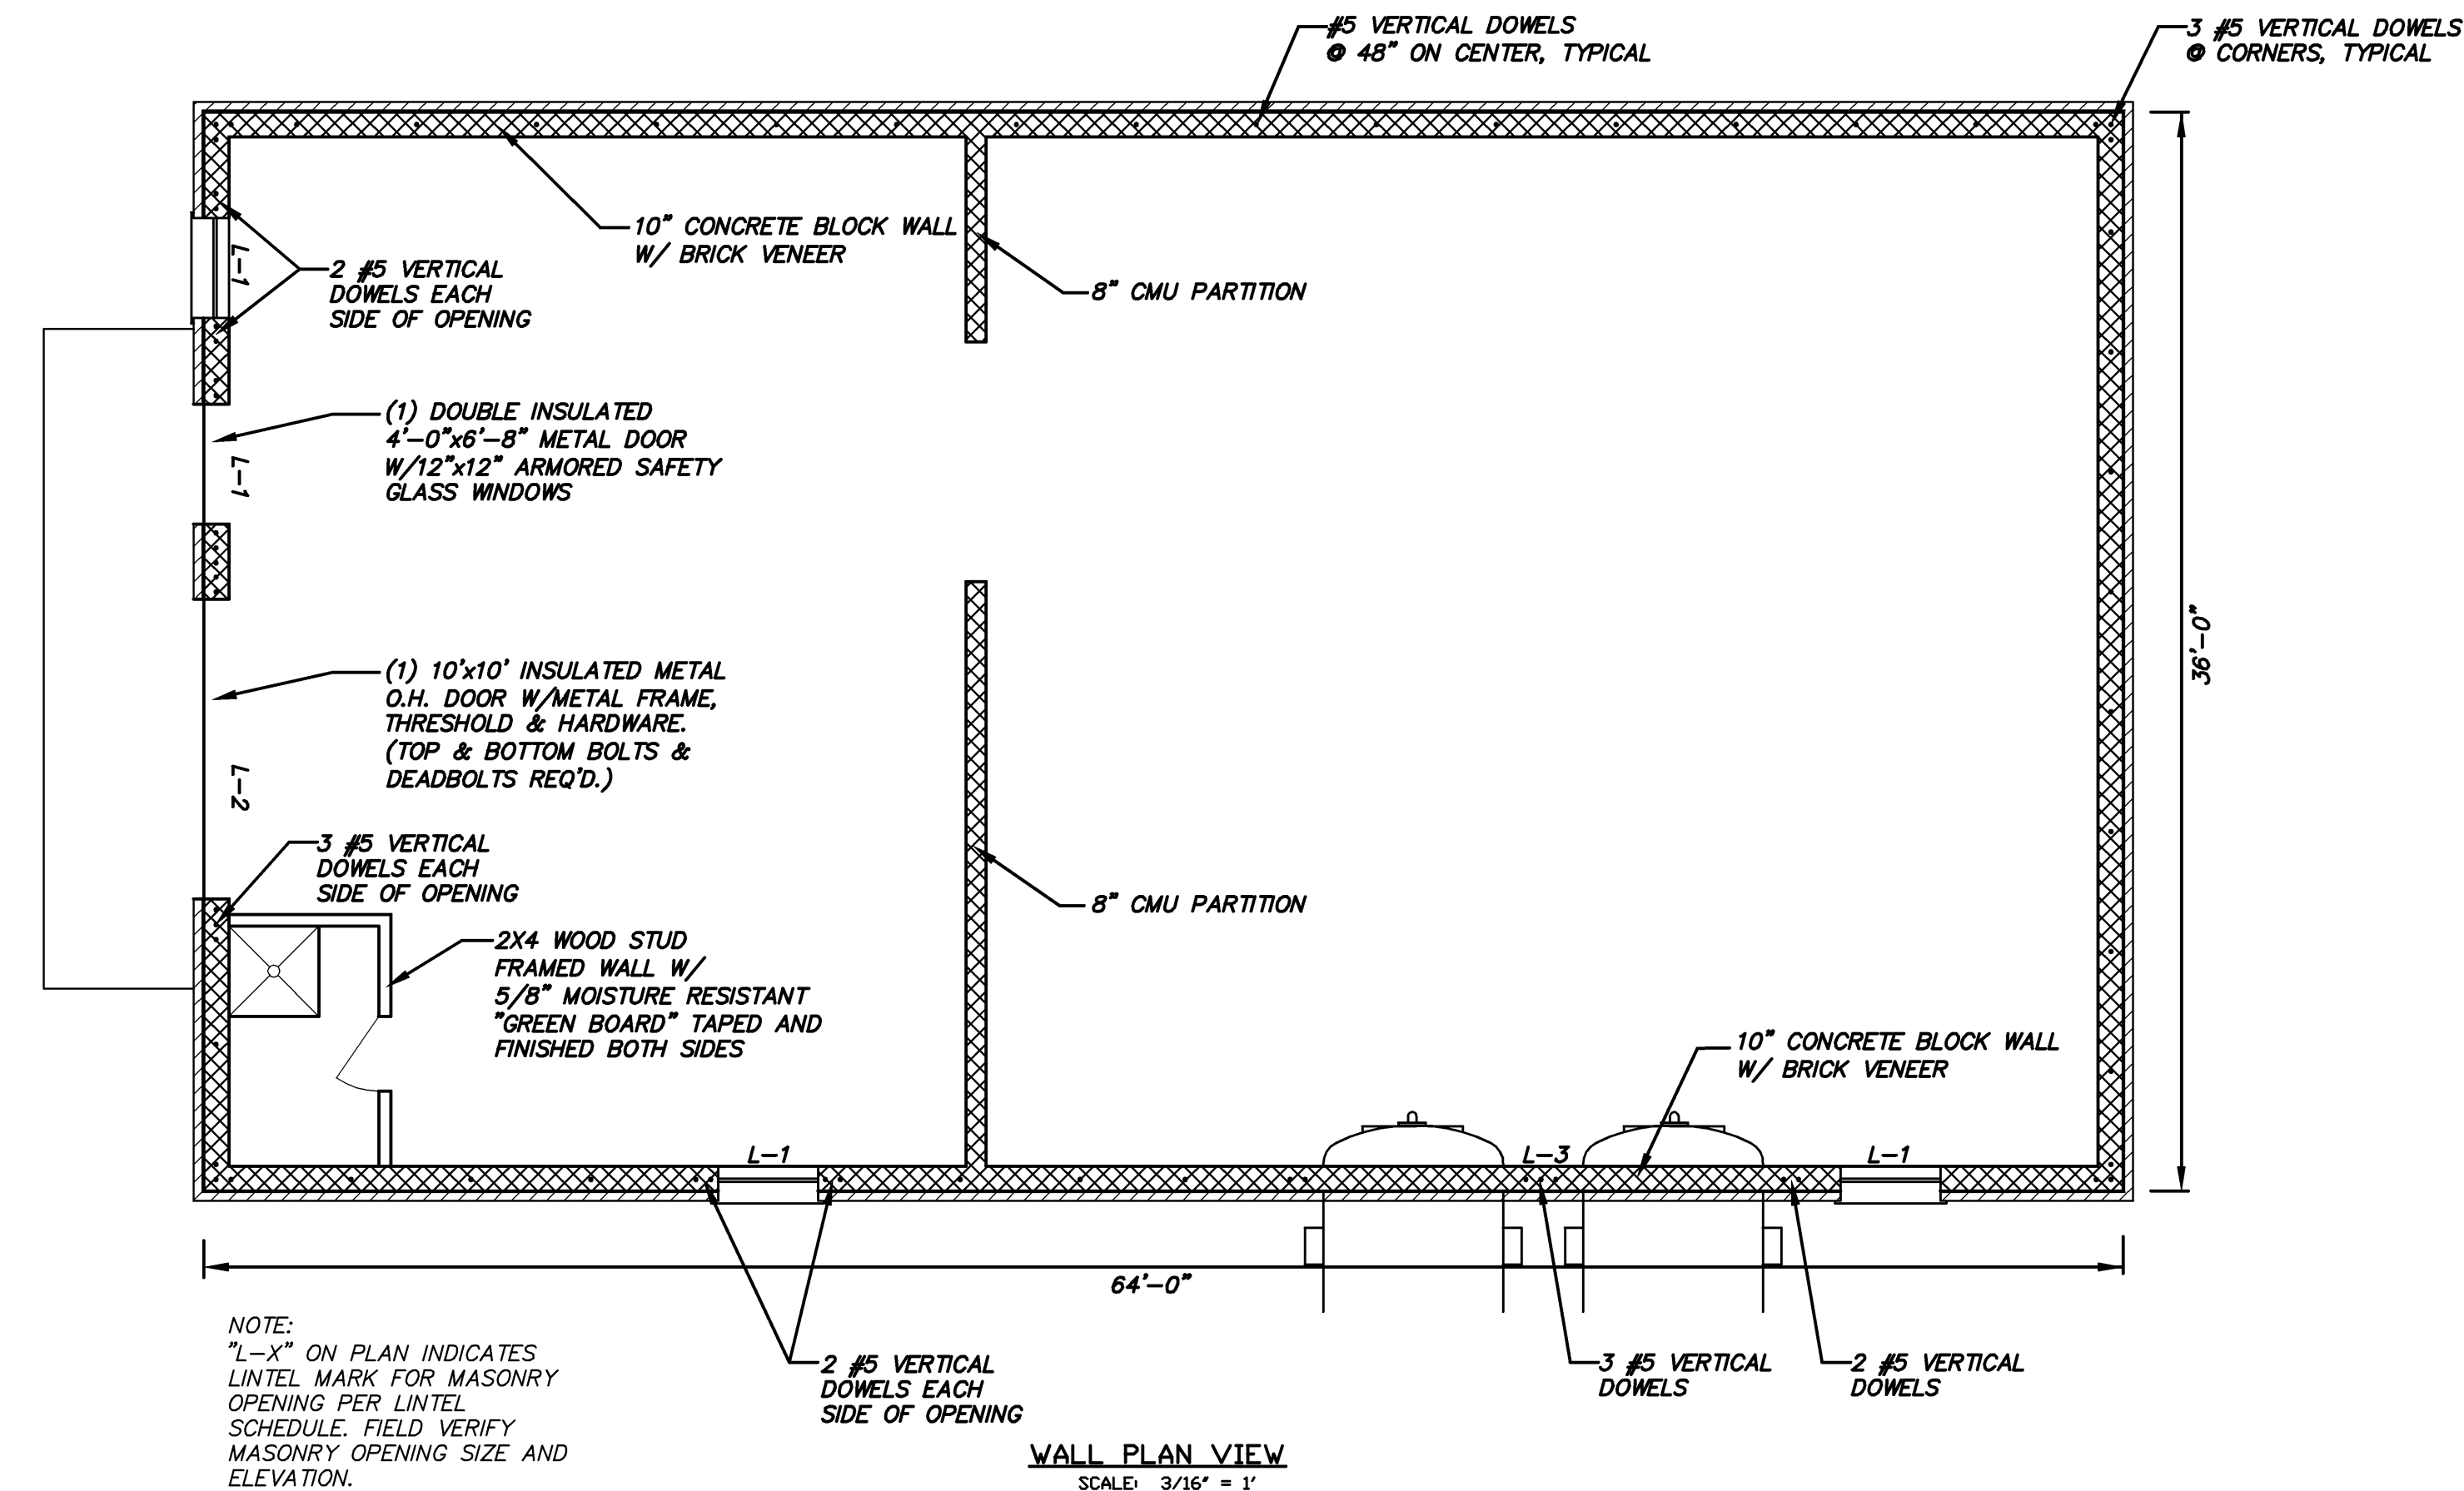 #5 VERTICAL DOWELS
@ 48" ON CENTER, TYPICAL
3 #5 VERTICAL DOWELS
@ CORNERS, TYPICAL
10" CONCRETE BLOCK WALL
W/ BRICK VENEER
L-1
2 #5 VERTICAL
DOWELS EACH
SIDE OF OPENING
8" CMU PARTITION
(1) DOUBLE INSULATED
4'-0"x6'-8" METAL DOOR
W/12"x12" ARMORED SAFETY
GLASS WINDOWS
L-1
36'-0"
(1) 10'x10' INSULATED METAL
O.H. DOOR W/METAL FRAME,
THRESHOLD & HARDWARE.
(TOP & BOTTOM BOLTS &
DEADBOLTS REQ'D.)
L-2
3 #5 VERTICAL
DOWELS EACH
SIDE OF OPENING
8" CMU PARTITION
2X4 WOOD STUD
FRAMED WALL W/
5/8" MOISTURE RESISTANT
"GREEN BOARD" TAPED AND
FINISHED BOTH SIDES
10" CONCRETE BLOCK WALL
W/ BRICK VENEER
L-1
L-3
L-1
64'-0"
NOTE:
"L-X" ON PLAN INDICATES
LINTEL MARK FOR MASONRY
OPENING PER LINTEL
SCHEDULE. FIELD VERIFY
MASONRY OPENING SIZE AND
ELEVATION.
2 #5 VERTICAL
DOWELS EACH
SIDE OF OPENING
3 #5 VERTICAL
DOWELS
2 #5 VERTICAL
DOWELS
WALL PLAN VIEW
SCALE: 3/16" = 1'